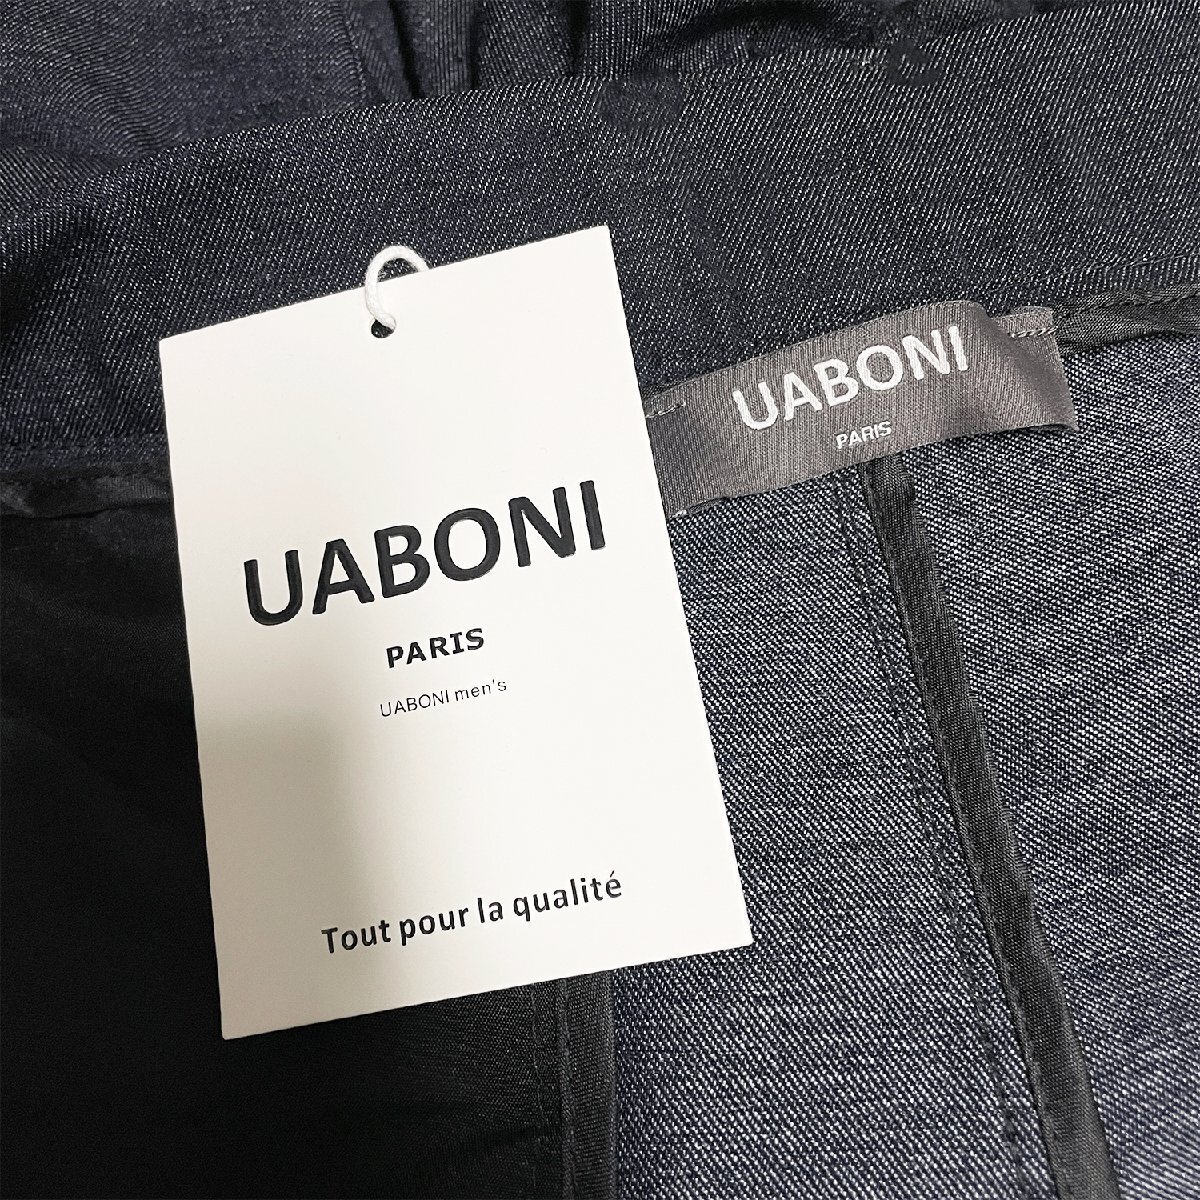 UABONI
PARIS
UABONI
PARIS
UABONI men's
Tout pour la qualité